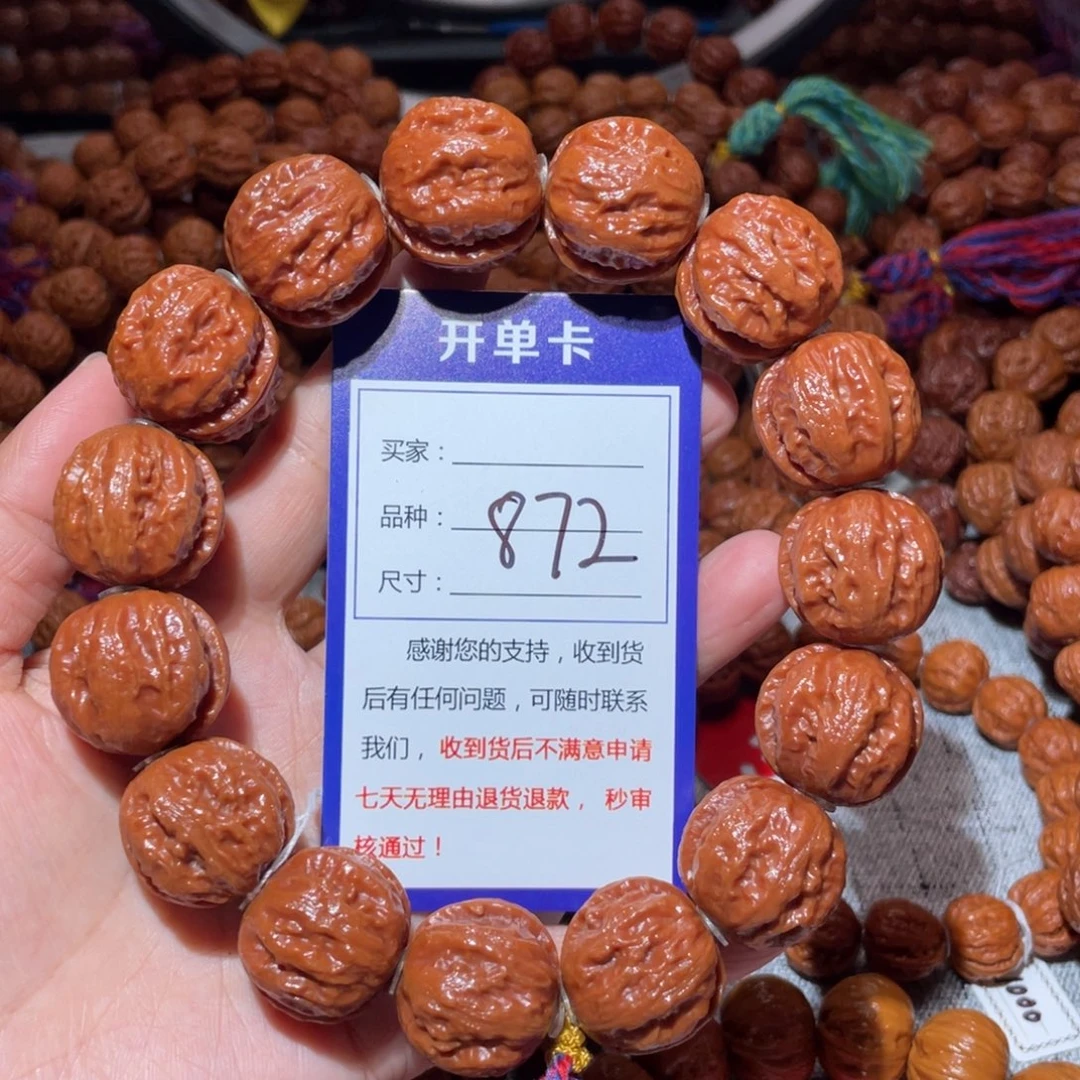 开单卡
买家：
品种：
872
尺寸：
感谢您的支持，收到货
后有任何问题，可随时联系
我们，收到货后不满意申请
七天无理由退货退款， 秒审
核通过！